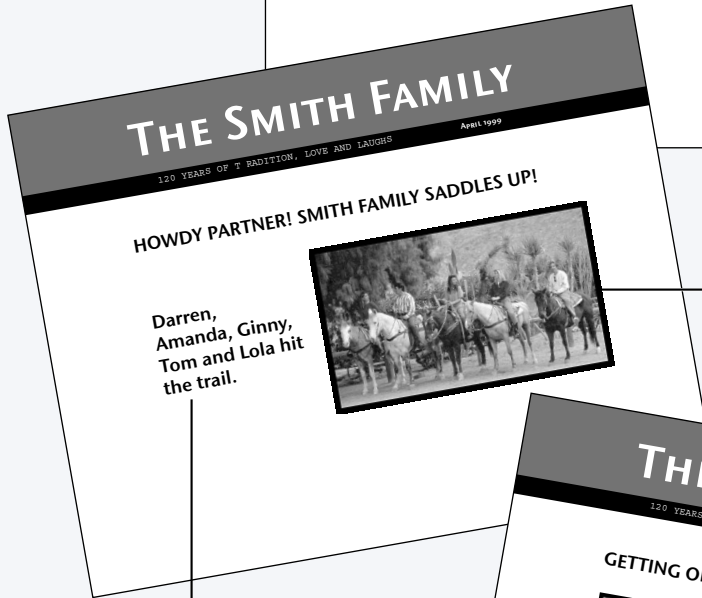 The Smith Family
120 YEARS OF T RADITION, LOVE AND LAUGHS
April 1999
HOWDY PARTNER! SMITH FAMILY SADDLES UP!
Darren,
Amanda, Ginny,
Tom and Lola hit
the trail.
Th
120 YEARS
GETTING O